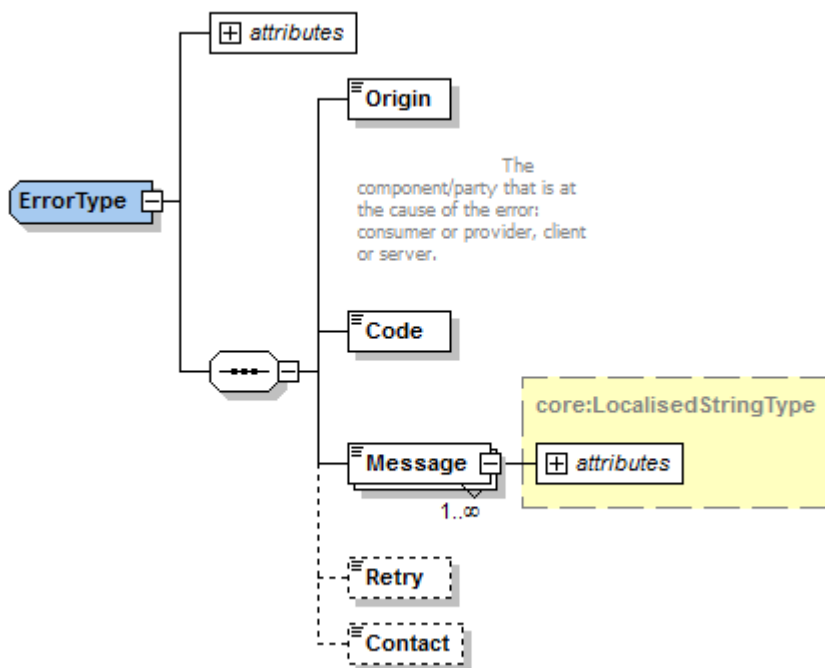 attributes
Origin
The
component/party that is at
the cause of the error:
consumer or provider, client
or server.
ErrorType
Code
core:LocalisedStringType
Message
attributes
1..∞
Retry
Contact